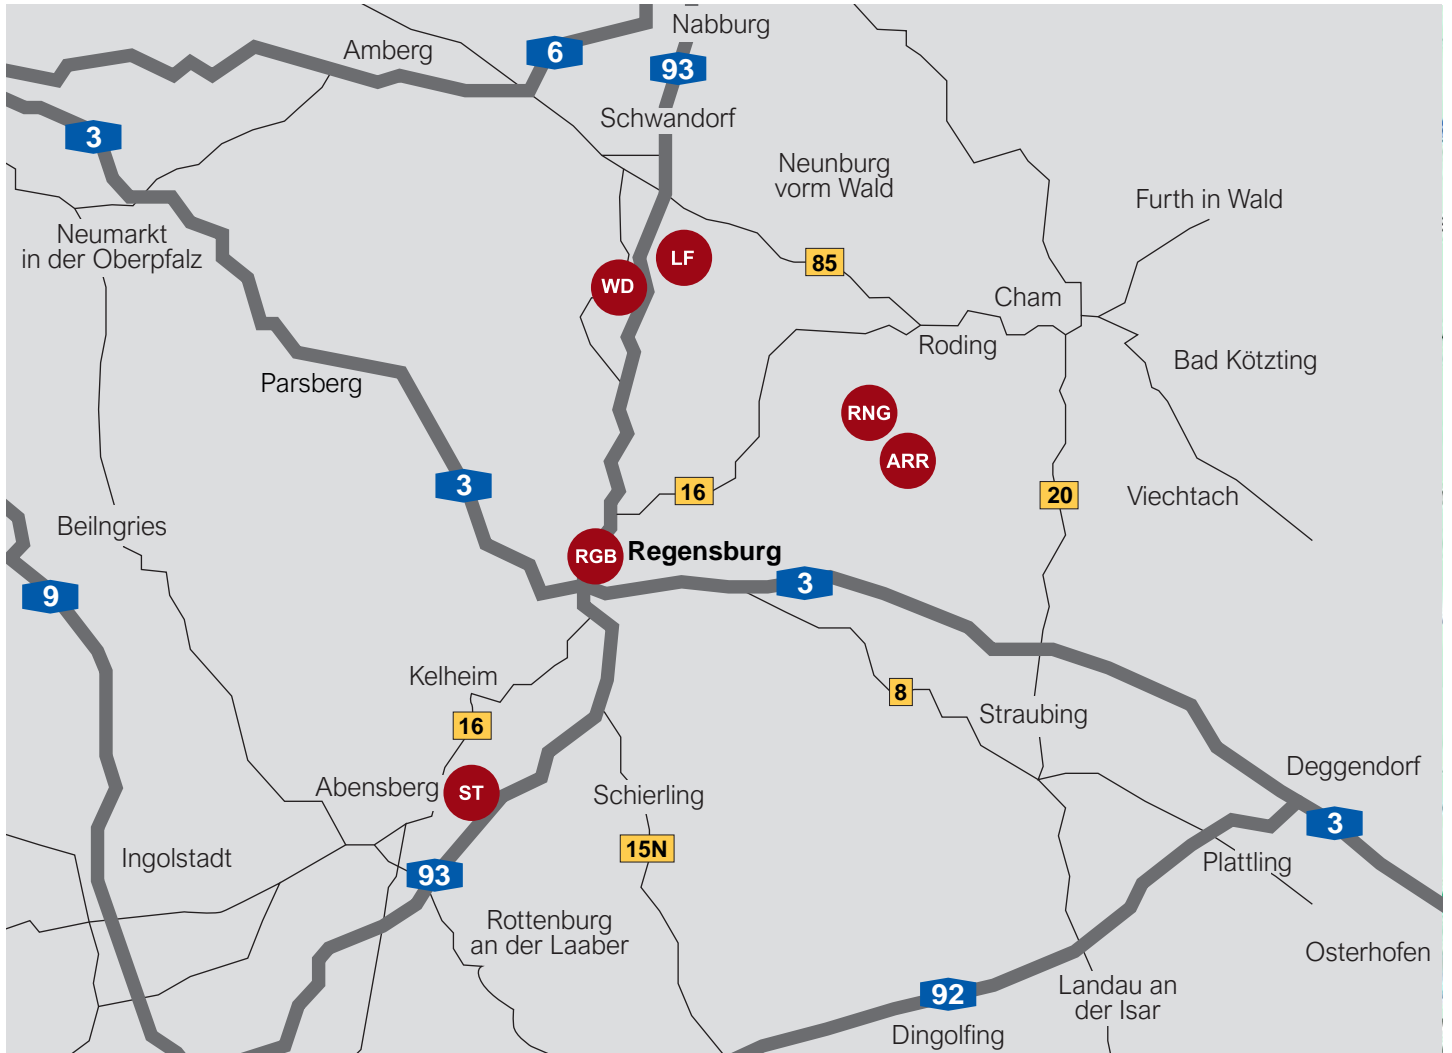 Nabburg
Amberg
6
93
Schwandorf
3
Neunburg
vorm Wald
Furth in Wald
Neumarkt
in der Oberpfalz
LF
85
WD
Cham
Roding
Bad Kötzting
Parsberg
RNG
ARR
3
16
20
Viechtach
Beilngries
RGB
Regensburg
3
9
Kelheim
8
Straubing
16
Deggendorf
Abensberg
ST
Schierling
3
15N
Ingolstadt
Plattling
93
Rottenburg
an der Laaber
Osterhofen
92
Landau an
der Isar
Dingolfing